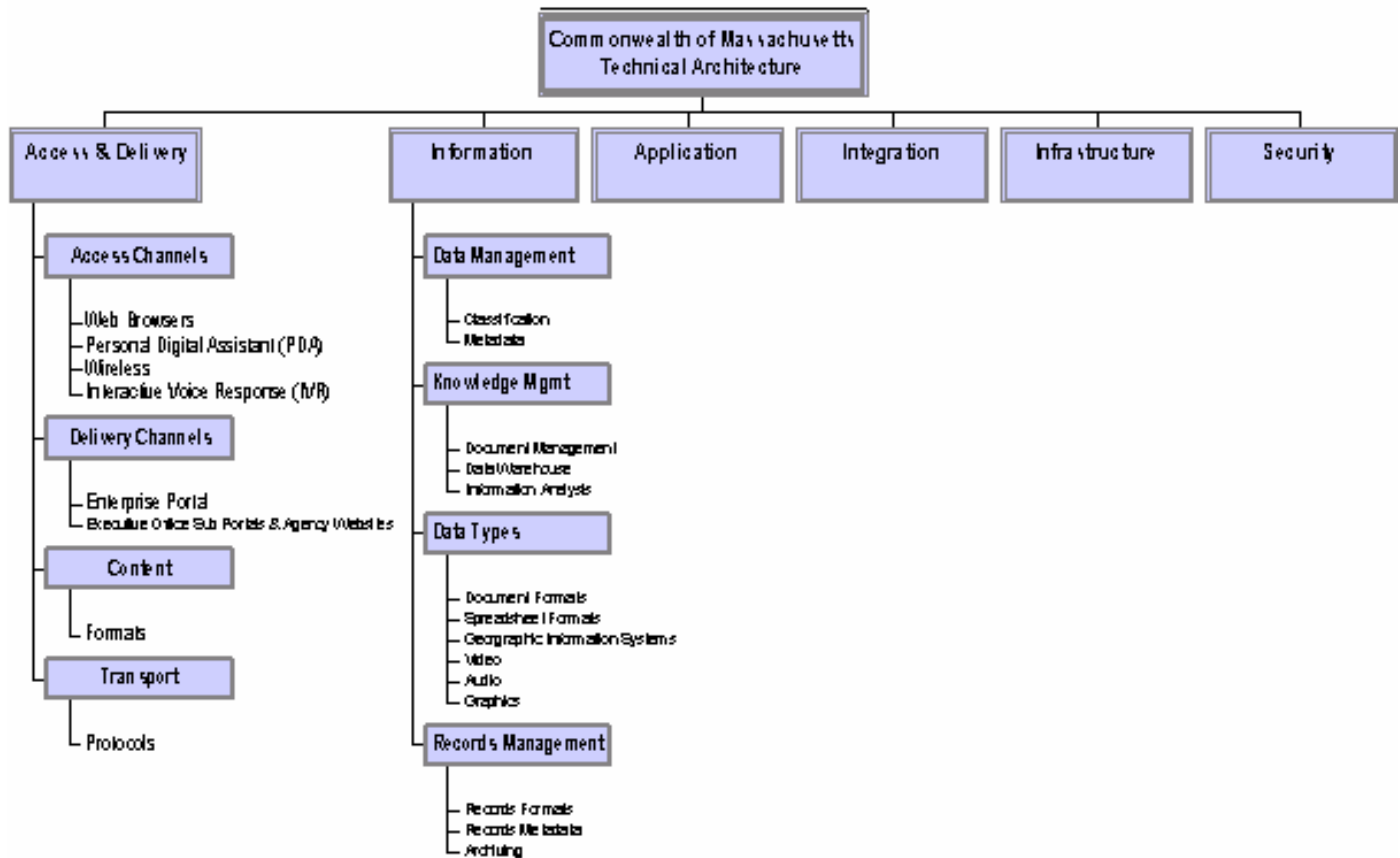 Commonwealth of Massachusetts
Technical Architecture
Access & Delivery
Information
Application
Integration
Infrastructure
Security
Access Channels
Web Browsers
Personal Digital Assistant (PDA)
Wireless
Interactive Voice Response (IVR)
Delivery Channels
Enterprise Portal
Executive Office Sub Portals & Agency Websites
Content
Formats
Transport
Protocols
Data Management
Classification
Metadata
Knowledge Mgmt
Document Management
Data Warehouse
Information Analysis
Data Types
Document Formats
Spreadsheet Formats
Geographic Information Systems
Video
Audio
Graphics
Records Management
Records Formats
Records Metadata
Archiving